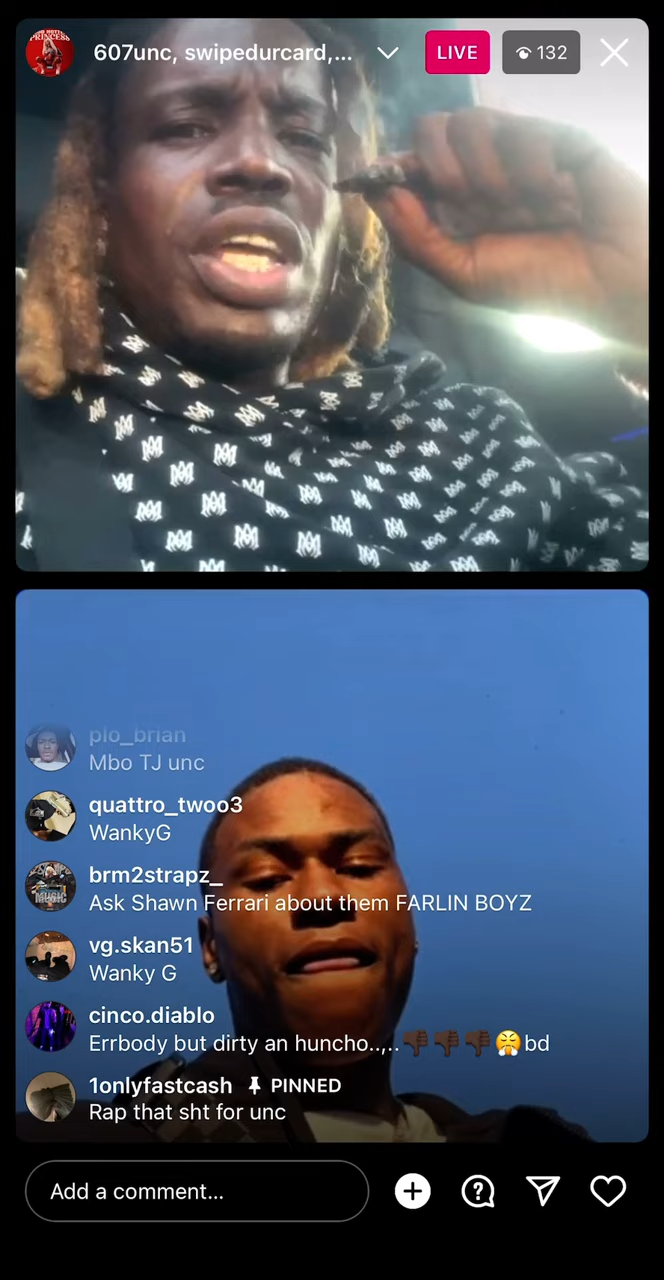 607unc, swipedurcard,...
LIVE
132
plo_brian
Mbo TJ unc
quattro_twoo3
WankyG
brm2strapz_
Ask Shawn Ferrari about them FARLIN BOYZ
vg.skan51
Wanky G
cinco.diablo
Errbody but dirty an huncho..,..👎🏿👎🏿👎🏿😤bd
1onlyfastcash 📌 PINNED
Rap that sht for unc
Add a comment...